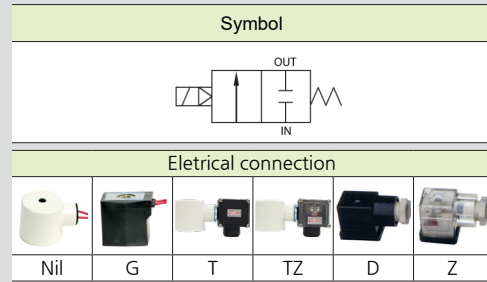 Symbol
OUT
IN
Eletrical connection
Nil G T TZ D Z